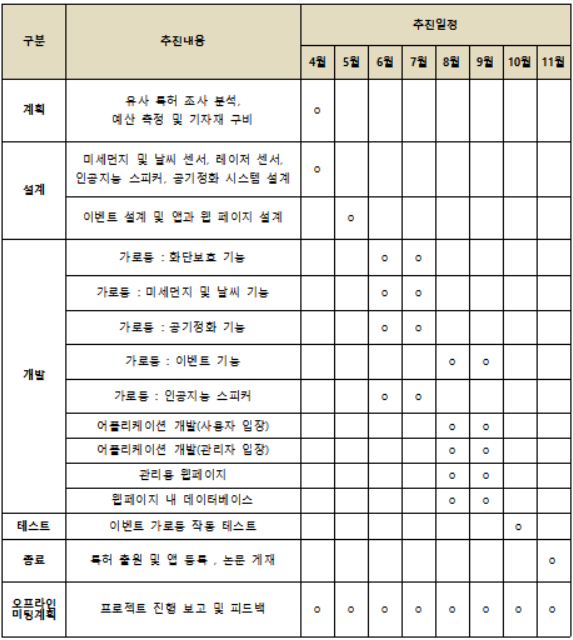 구분 추진내용 추진일정
4월 5월 6월 7월 8월 9월 10월 11월
계획 유사 특허 조사 분석,
예산 측정 및 기자재 구비 ○
설계 미세먼지 및 날씨 센서, 레이저 센서,
인공지능 스피커, 공기정화 시스템 설계 ○
이벤트 설계 및 앱과 웹 페이지 설계 ○
개발 가로등 : 화단보호 기능 ○ ○
가로등 : 미세먼지 및 날씨 기능 ○ ○
가로등 : 공기정화 기능 ○ ○
가로등 : 이벤트 기능 ○ ○
가로등 : 인공지능 스피커 ○ ○
어플리케이션 개발(사용자 입장) ○ ○
어플리케이션 개발(관리자 입장) ○ ○
관리용 웹페이지 ○ ○
웹페이지 내 데이터베이스 ○ ○
테스트 이벤트 가로등 작동 테스트 ○
종료 특허 출원 및 앱 등록 , 논문 게재 ○
오프라인
미팅계획 프로젝트 진행 보고 및 피드백 ○ ○ ○ ○ ○ ○ ○ ○